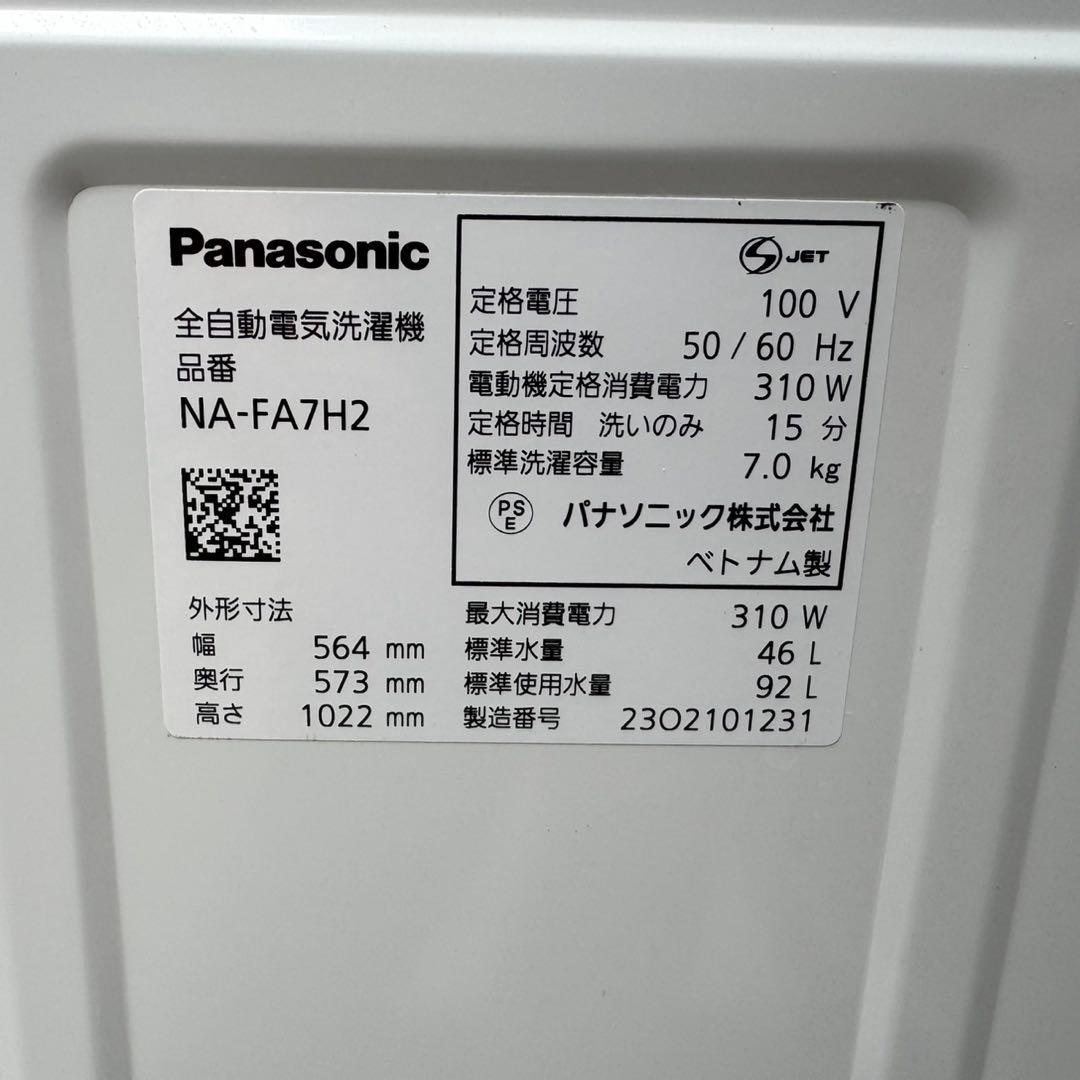 Panasonic
全自動電気洗濯機
品番
NA-FA7H2
S JET
定格電圧 100 V
定格周波数 50 / 60 Hz
電動機定格消費電力 310 W
定格時間 洗いのみ 15 分
標準洗濯容量 7.0 kg
PS E パナソニック株式会社
ベトナム製
外形寸法
幅 564 mm
奥行 573 mm
高さ 1022 mm
最大消費電力 310 W
標準水量 46 L
標準使用水量 92 L
製造番号 23O2101231